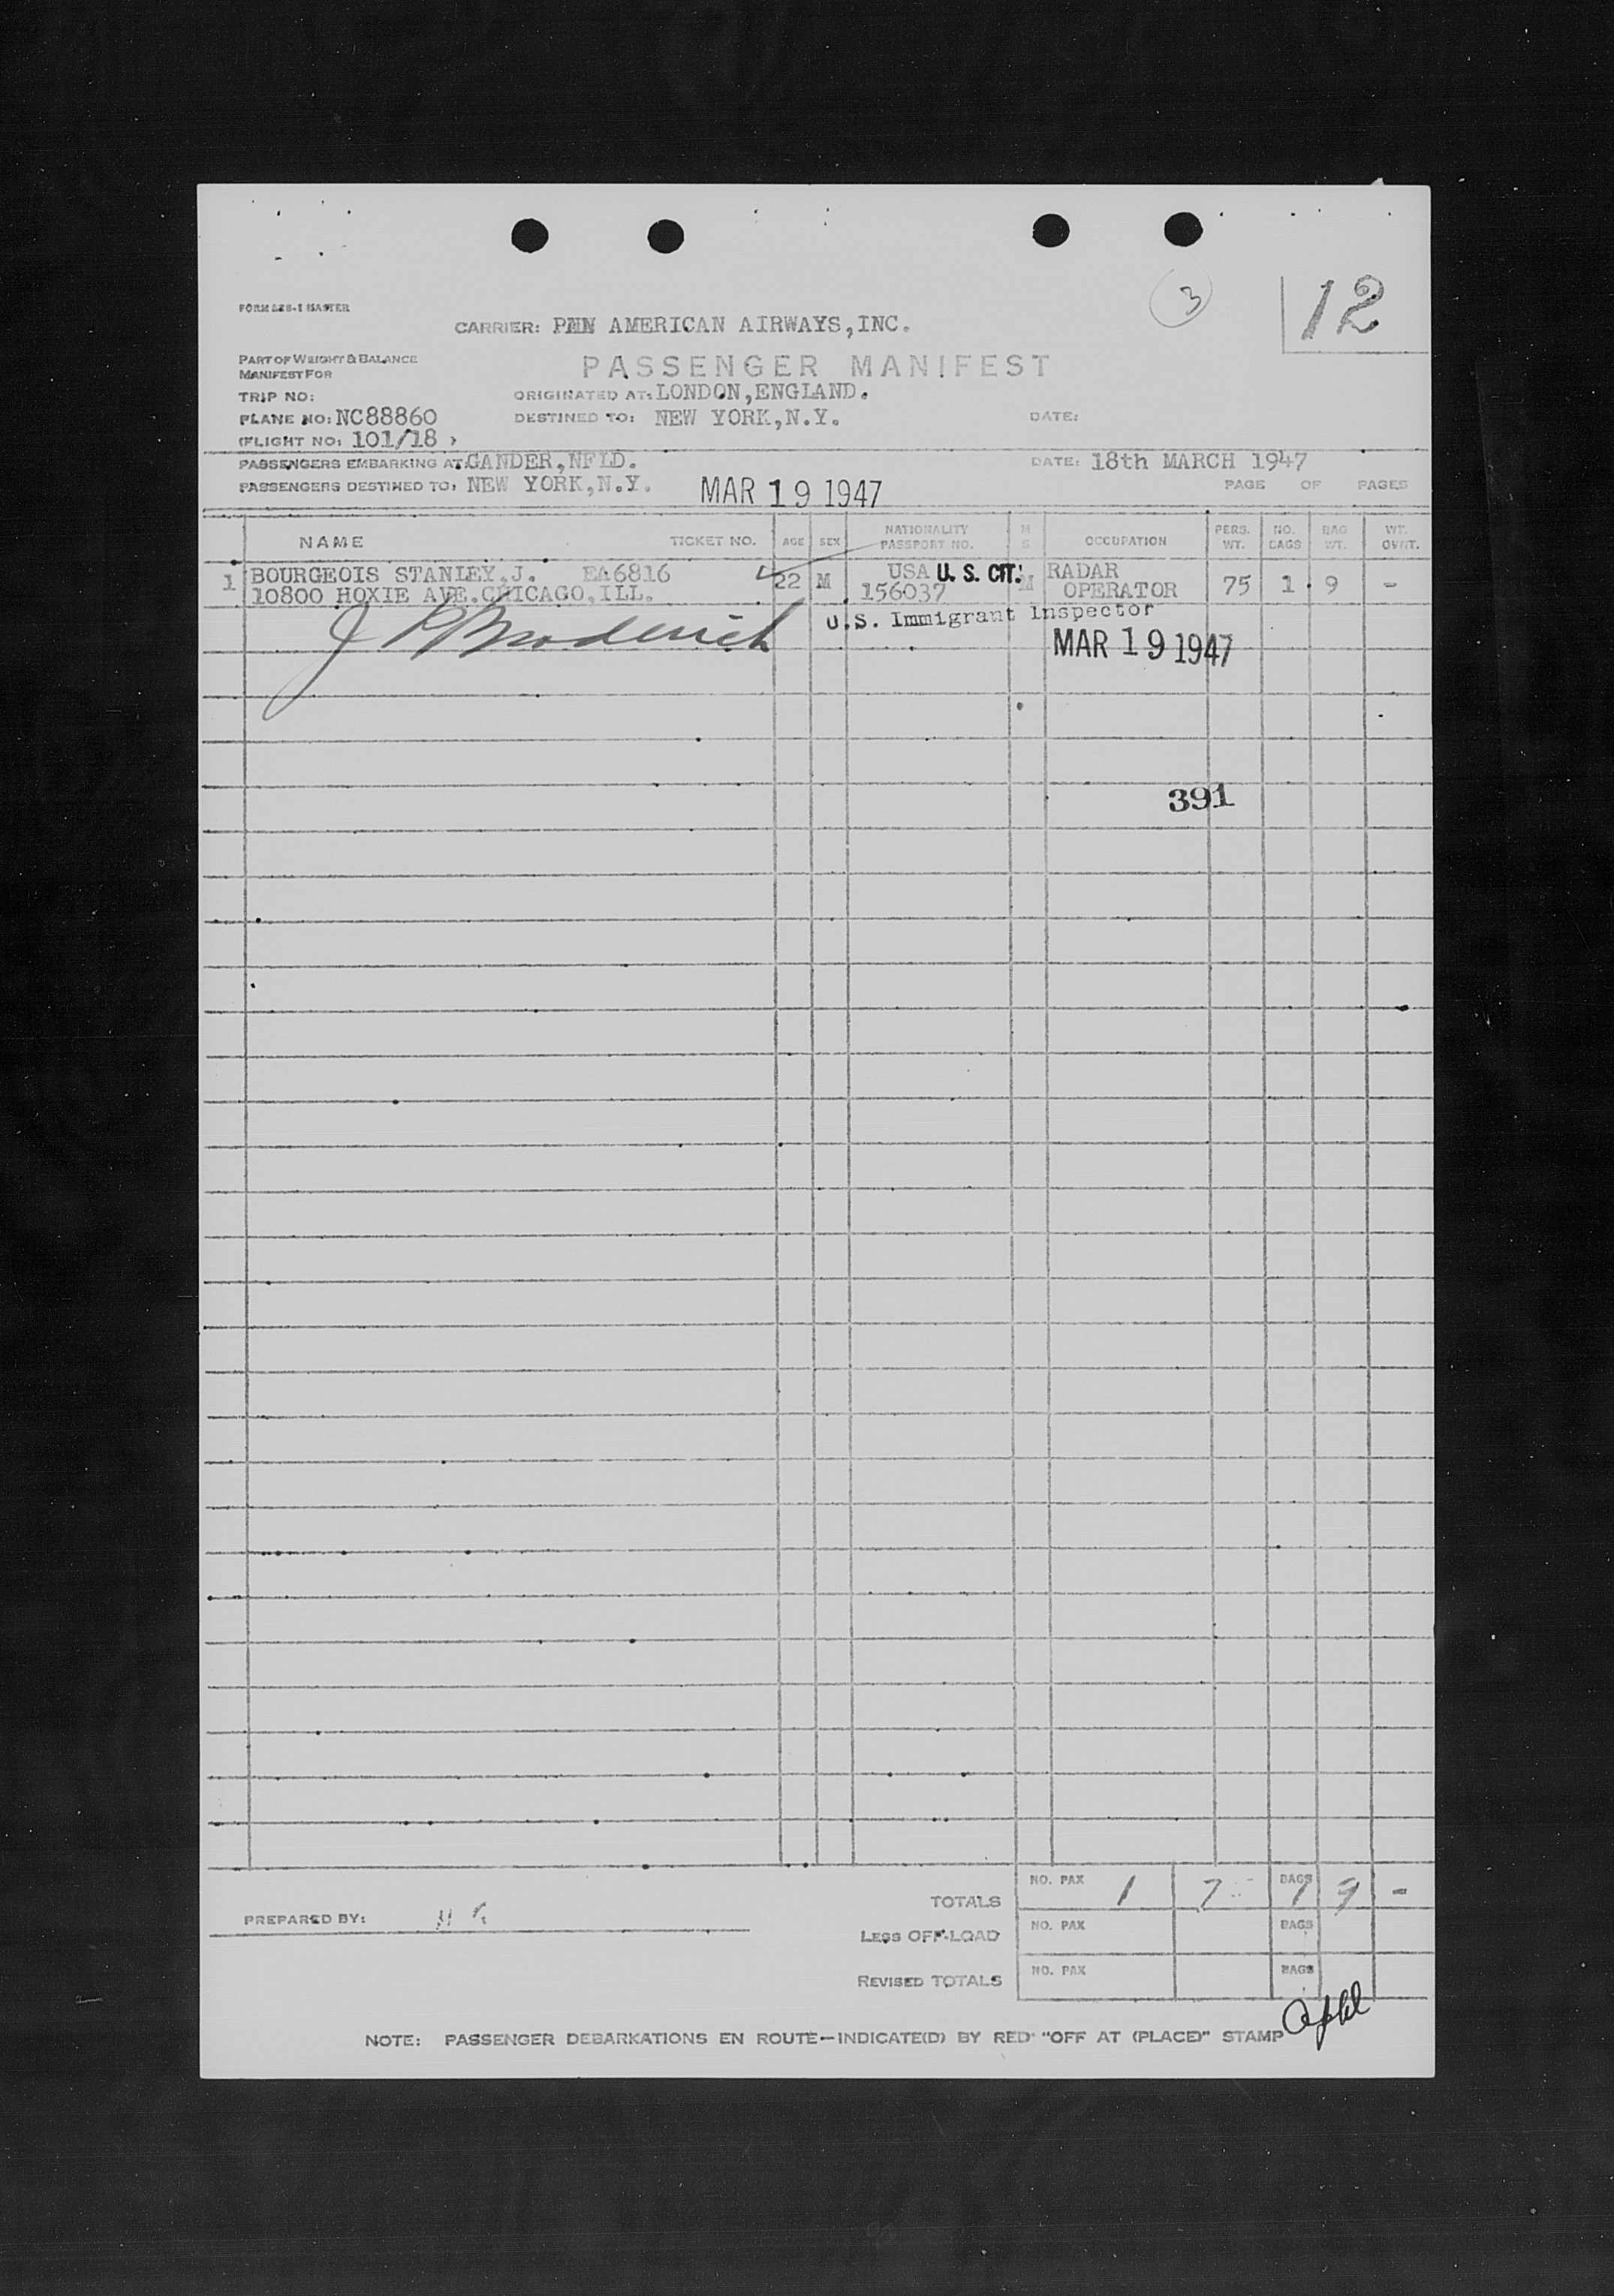 3
12
FORM LES-1 MASTER
CARRIER: PAN AMERICAN AIRWAYS,INC.
PART OF WEIGHT & BALANCE
MANIFEST FOR
PASSENGER MANIFEST
TRIP NO: ORIGINATED AT: LONDON,ENGLAND.
PLANE NO: NC88860 DESTINED TO: NEW YORK,N.Y. DATE:
(FLIGHT NO: 101/18 )
PASSENGERS EMBARKING AT: GANDER,NFLD. DATE: 18th MARCH 1947
PASSENGERS DESTINED TO: NEW YORK,N.Y. MAR 19 1947 PAGE OF PAGES
NAME TICKET NO. AGE SEX NATIONALITY PASSPORT NO. M S OCCUPATION PERS. WT. NO. BAGS BAG WT. WT. OVWT.
1 BOURGEOIS STANLEY.J. EA6816 22 M USA U. S. CIT. M RADAR 75 1 9 -
10800 HOXIE AVE.CHICAGO,ILL. 156037 OPERATOR
J P Broderick U.S. Immigrant Inspector
MAR 19 1947
391
TOTALS NO. PAX 1 7 BAGS 1 9 -
PREPARED BY:
LESS OFF-LOAD NO. PAX BAGS
REVISED TOTALS NO. PAX BAGS
NOTE: PASSENGER DEBARKATIONS EN ROUTE—INDICATE(D) BY RED "OFF AT (PLACE)" STAMP